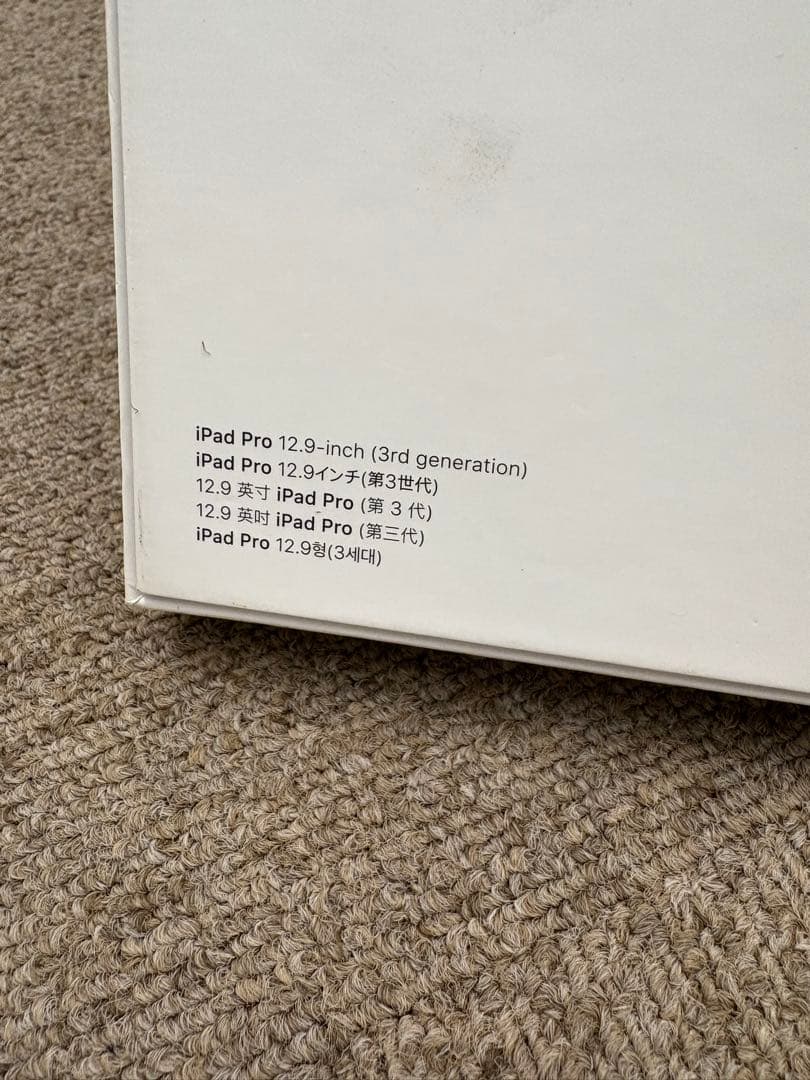 iPad Pro 12.9-inch (3rd generation)
iPad Pro 12.9インチ(第3世代)
12.9 英寸 iPad Pro (第 3 代)
12.9 英吋 iPad Pro (第三代)
iPad Pro 12.9형(3세대)